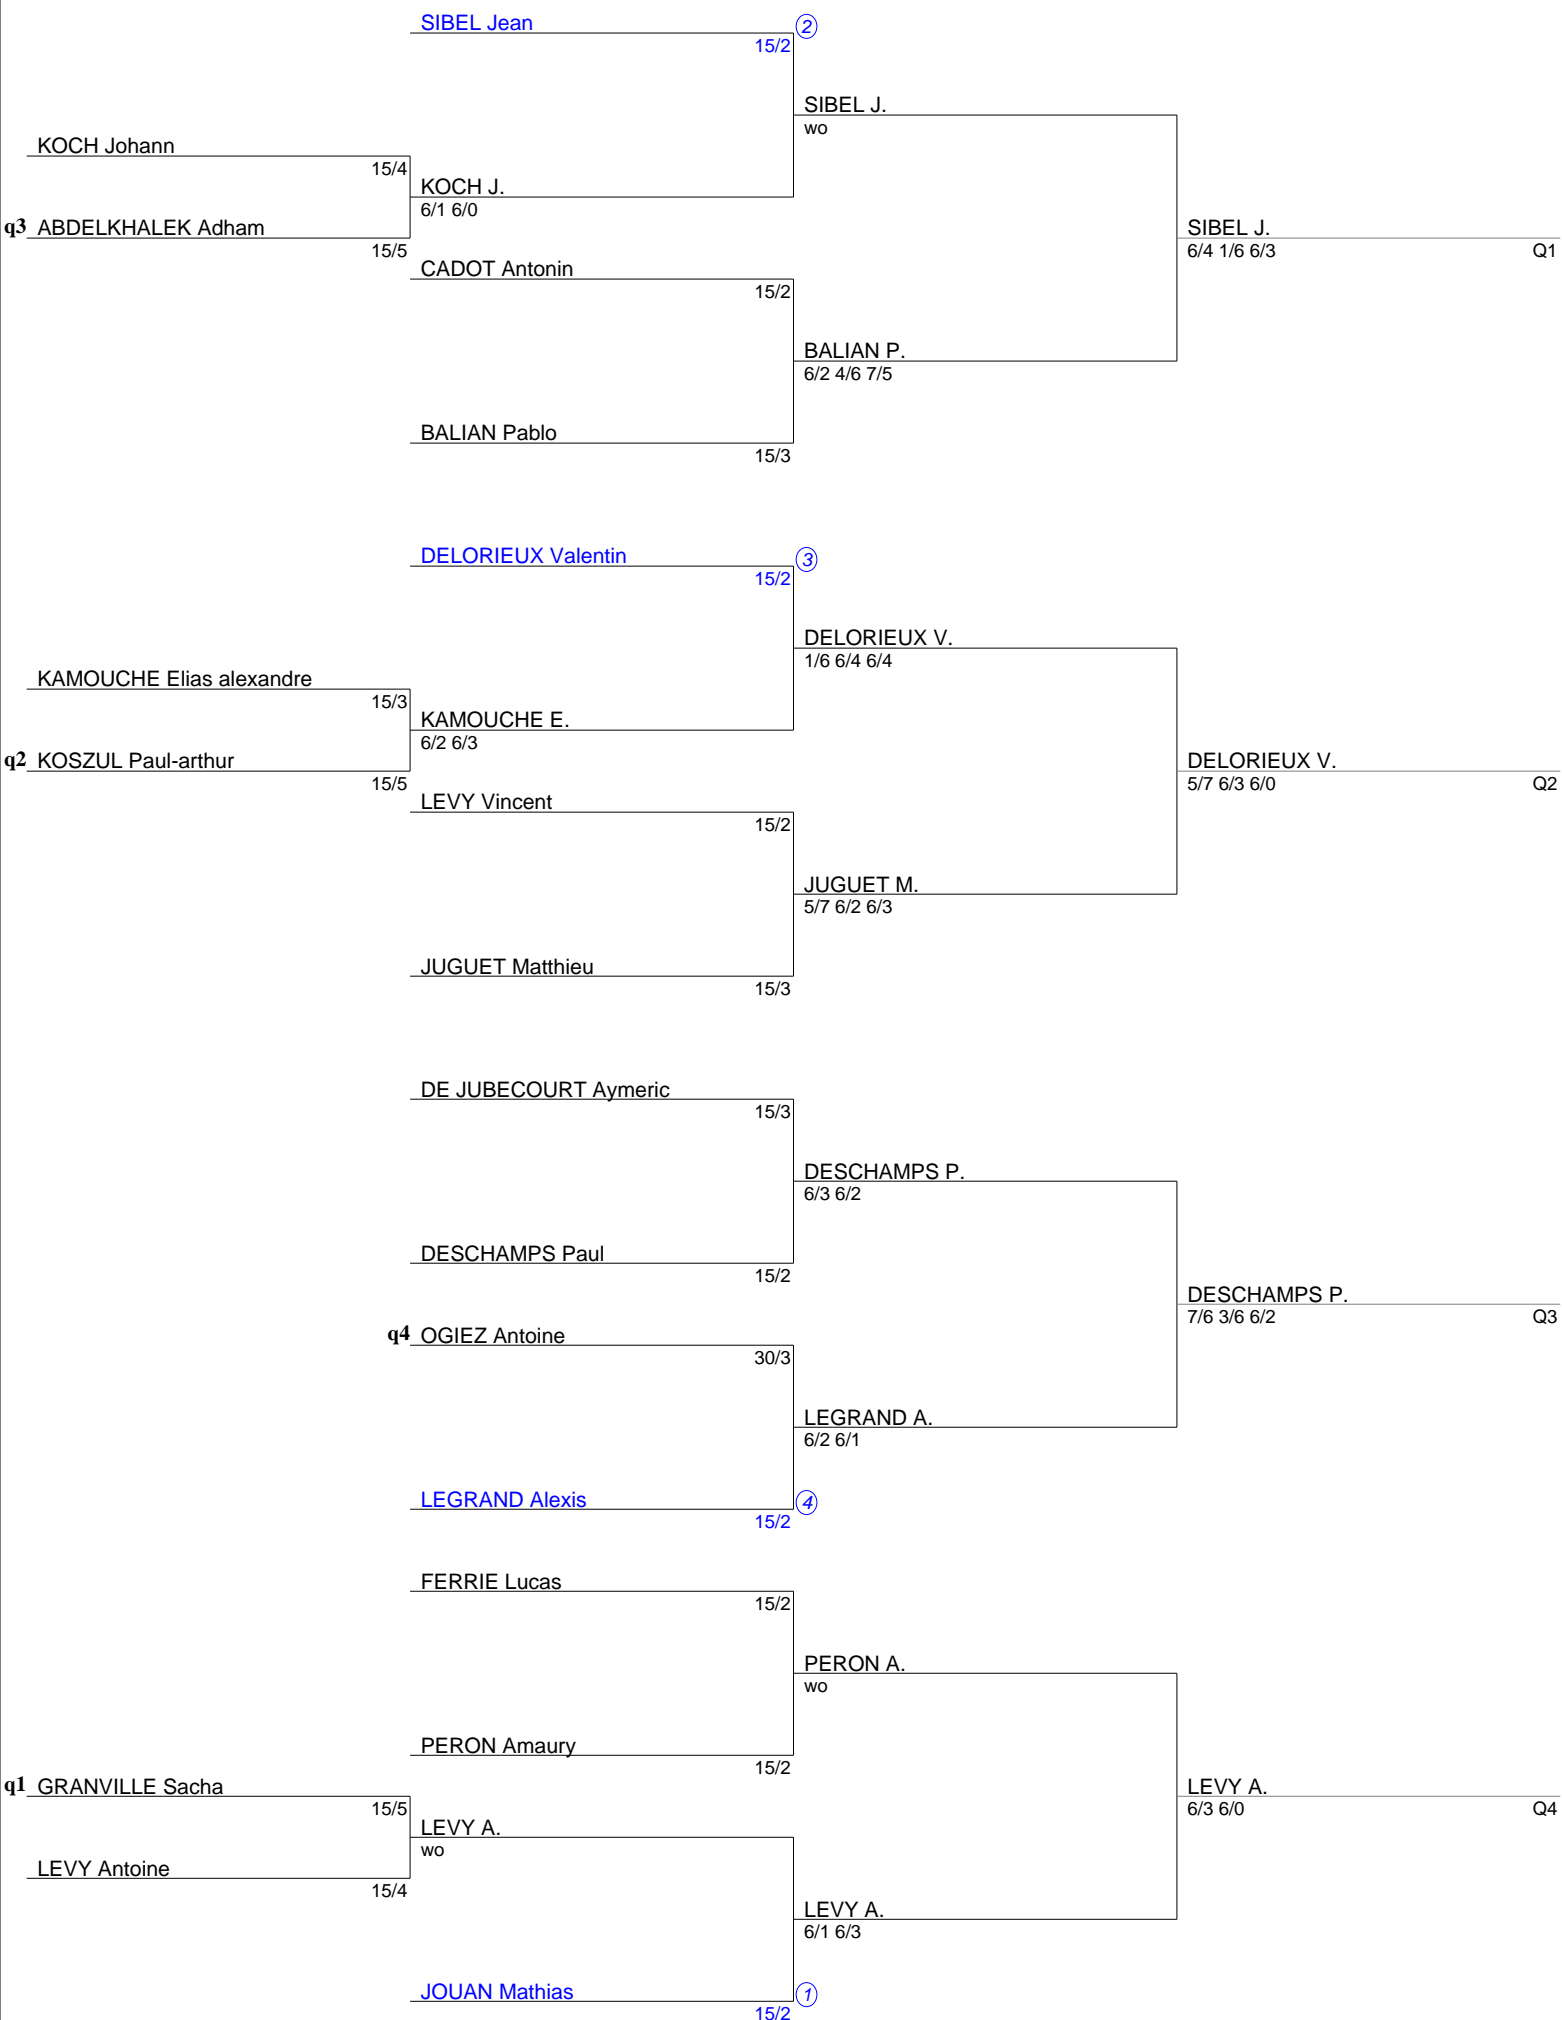 SIBEL Jean 2
15/2
SIBEL J.
wo
KOCH Johann
15/4
KOCH J.
6/1 6/0
q3 ABDELKHALEK Adham
15/5
SIBEL J.
6/4 1/6 6/3 Q1
CADOT Antonin
15/2
BALIAN P.
6/2 4/6 7/5
BALIAN Pablo
15/3
DELORIEUX Valentin 3
15/2
DELORIEUX V.
1/6 6/4 6/4
KAMOUCHE Elias alexandre
15/3
KAMOUCHE E.
6/2 6/3
q2 KOSZUL Paul-arthur
15/5
DELORIEUX V.
5/7 6/3 6/0 Q2
LEVY Vincent
15/2
JUGUET M.
5/7 6/2 6/3
JUGUET Matthieu
15/3
DE JUBECOURT Aymeric
15/3
DESCHAMPS P.
6/3 6/2
DESCHAMPS Paul
15/2
DESCHAMPS P.
7/6 3/6 6/2 Q3
q4 OGIEZ Antoine
30/3
LEGRAND A.
6/2 6/1
LEGRAND Alexis 4
15/2
FERRIE Lucas
15/2
PERON A.
wo
PERON Amaury
15/2
q1 GRANVILLE Sacha
15/5
LEVY A.
6/3 6/0 Q4
LEVY A.
wo
LEVY Antoine
15/4
LEVY A.
6/1 6/3
JOUAN Mathias 1
15/2